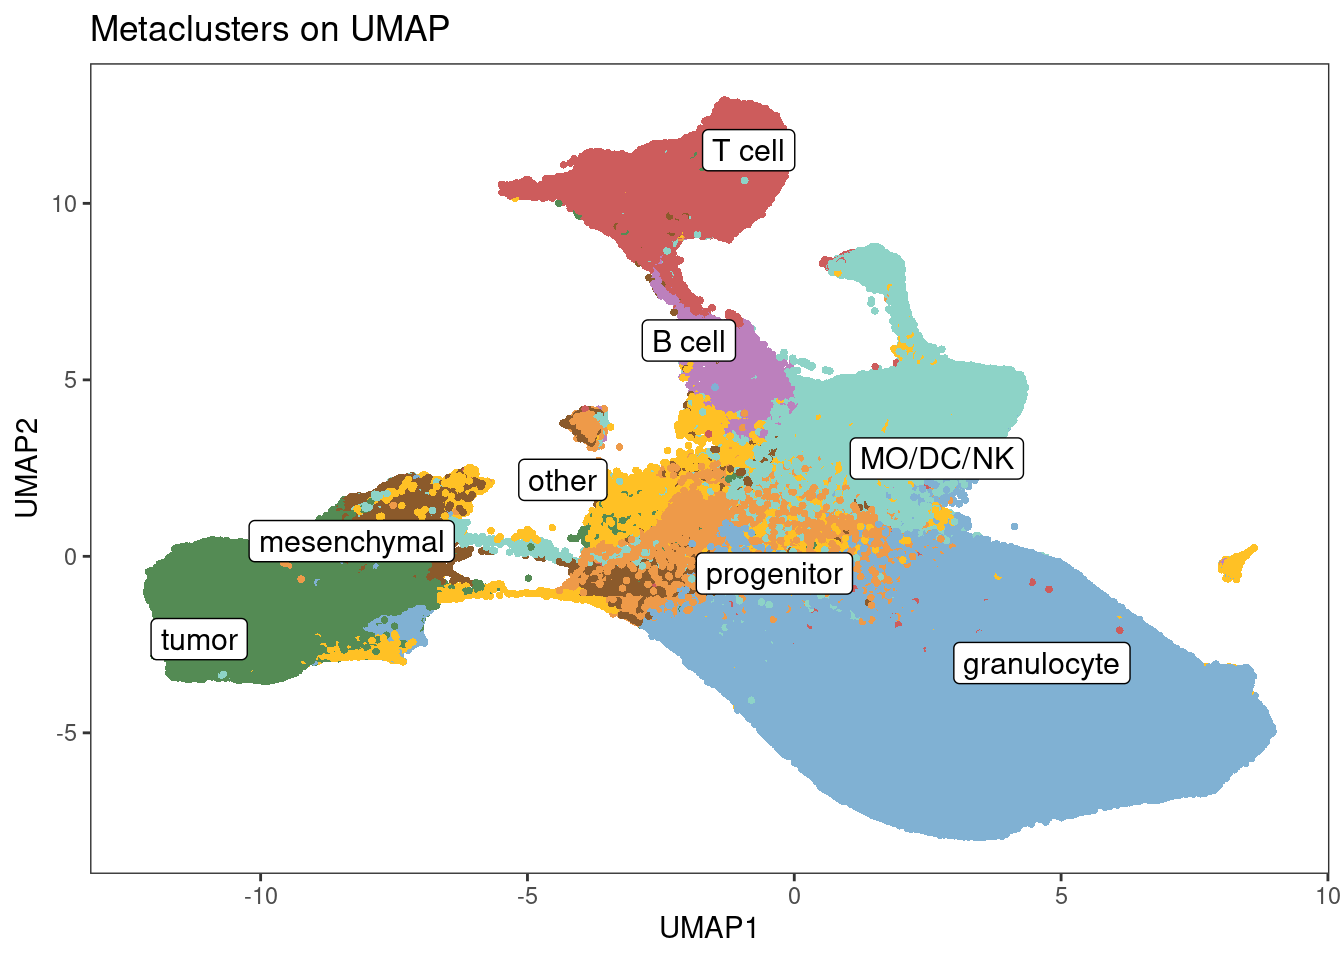 Metaclusters on UMAP
T cell
B cell
MO/DC/NK
other
mesenchymal
progenitor
tumor
granulocyte
10
5
0
-5
UMAP2
-10
-5
0
5
10
UMAP1